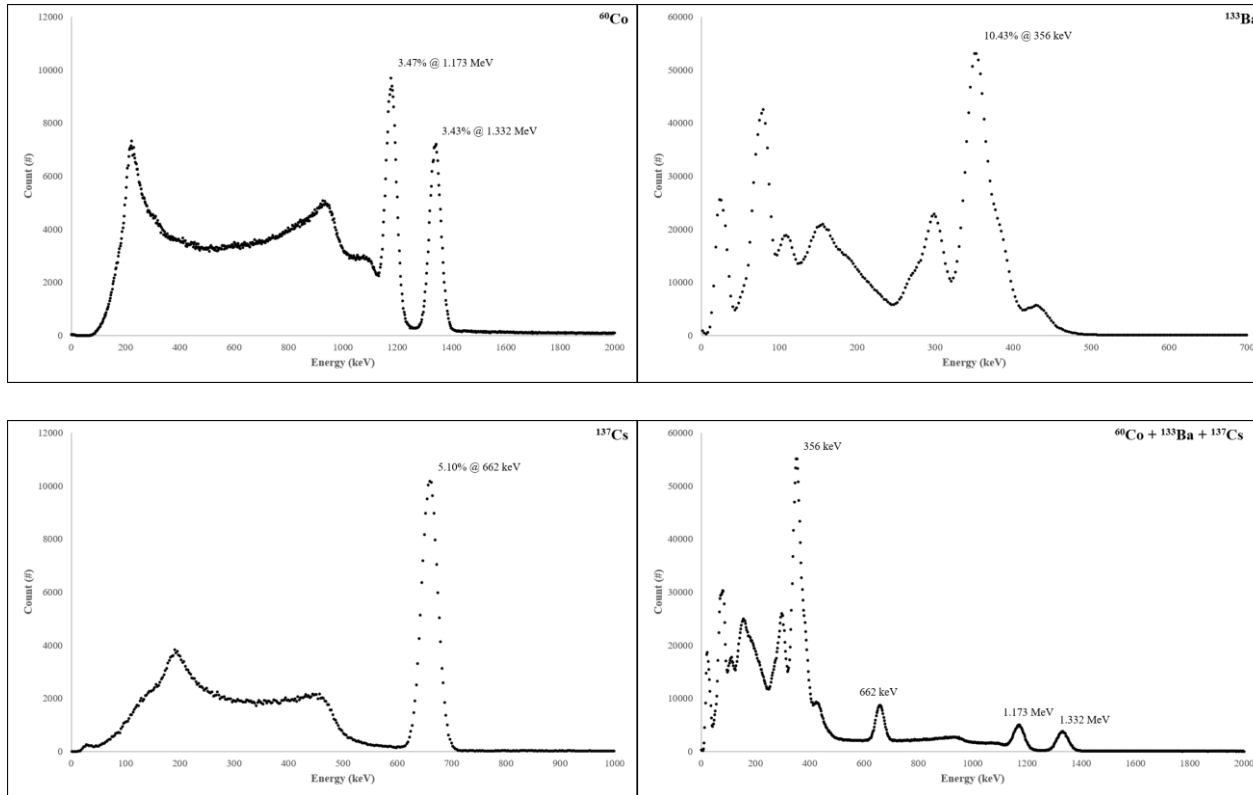 ⁶⁰Co
12000
10000
8000
6000
4000
2000
0
Count (#)
3.47% @ 1.173 MeV
3.43% @ 1.332 MeV
0 200 400 600 800 1000 1200 1400 1600 1800 2000
Energy (keV)
¹³³Ba
60000
50000
40000
30000
20000
10000
0
Count (#)
10.43% @ 356 keV
0 100 200 300 400 500 600 700
Energy (keV)
¹³⁷Cs
12000
10000
8000
6000
4000
2000
0
Count (#)
5.10% @ 662 keV
0 100 200 300 400 500 600 700 800 900 1000
Energy (keV)
⁶⁰Co + ¹³³Ba + ¹³⁷Cs
60000
50000
40000
30000
20000
10000
0
Count (#)
356 keV
662 keV
1.173 MeV
1.332 MeV
0 200 400 600 800 1000 1200 1400 1600 1800 2000
Energy (keV)